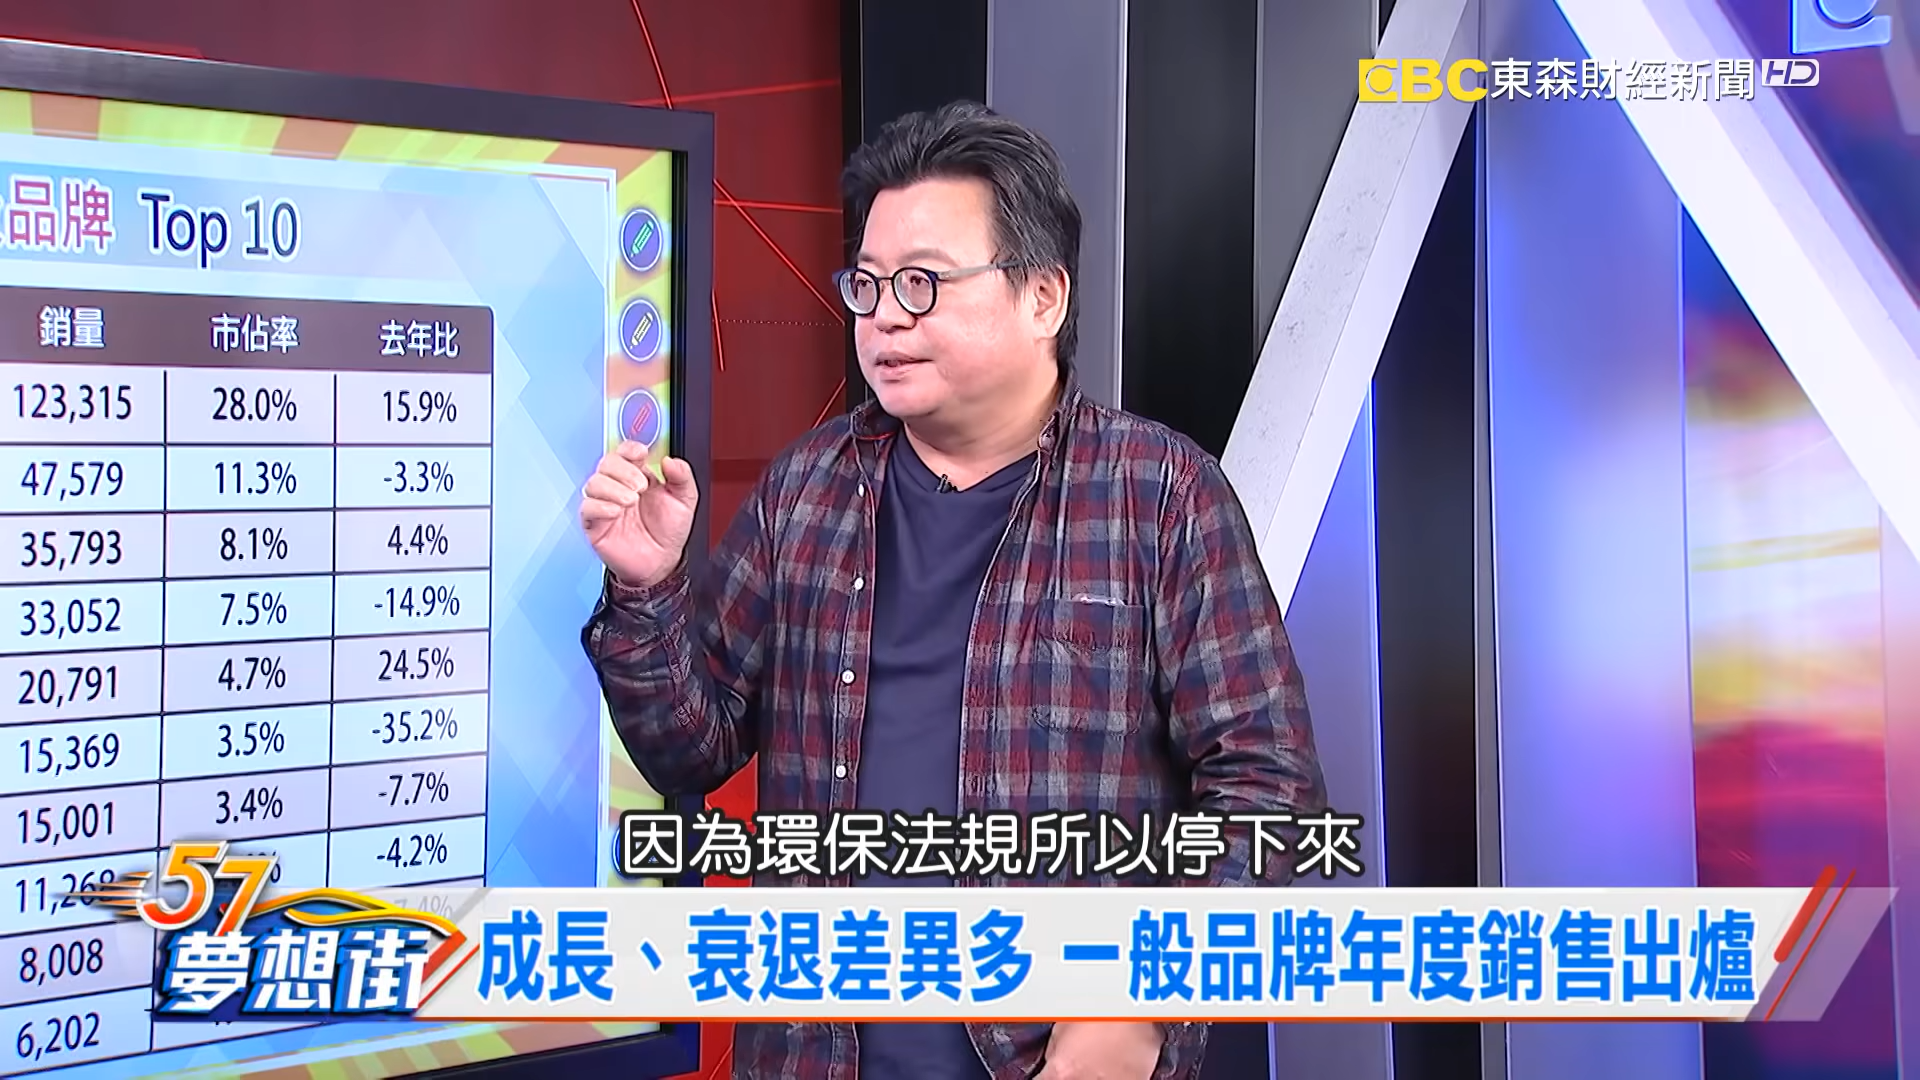 EBC東森財經新聞HD
品牌 Top 10
銷量 市佔率 去年比
123,315 28.0% 15.9%
47,579 11.3% -3.3%
35,793 8.1% 4.4%
33,052 7.5% -14.9%
20,791 4.7% 24.5%
15,369 3.5% -35.2%
15,001 3.4% -7.7%
11,268 -4.2%
8,008
6,202
因為環保法規所以停下來
57夢想街
成長、衰退差異多 一般品牌年度銷售出爐